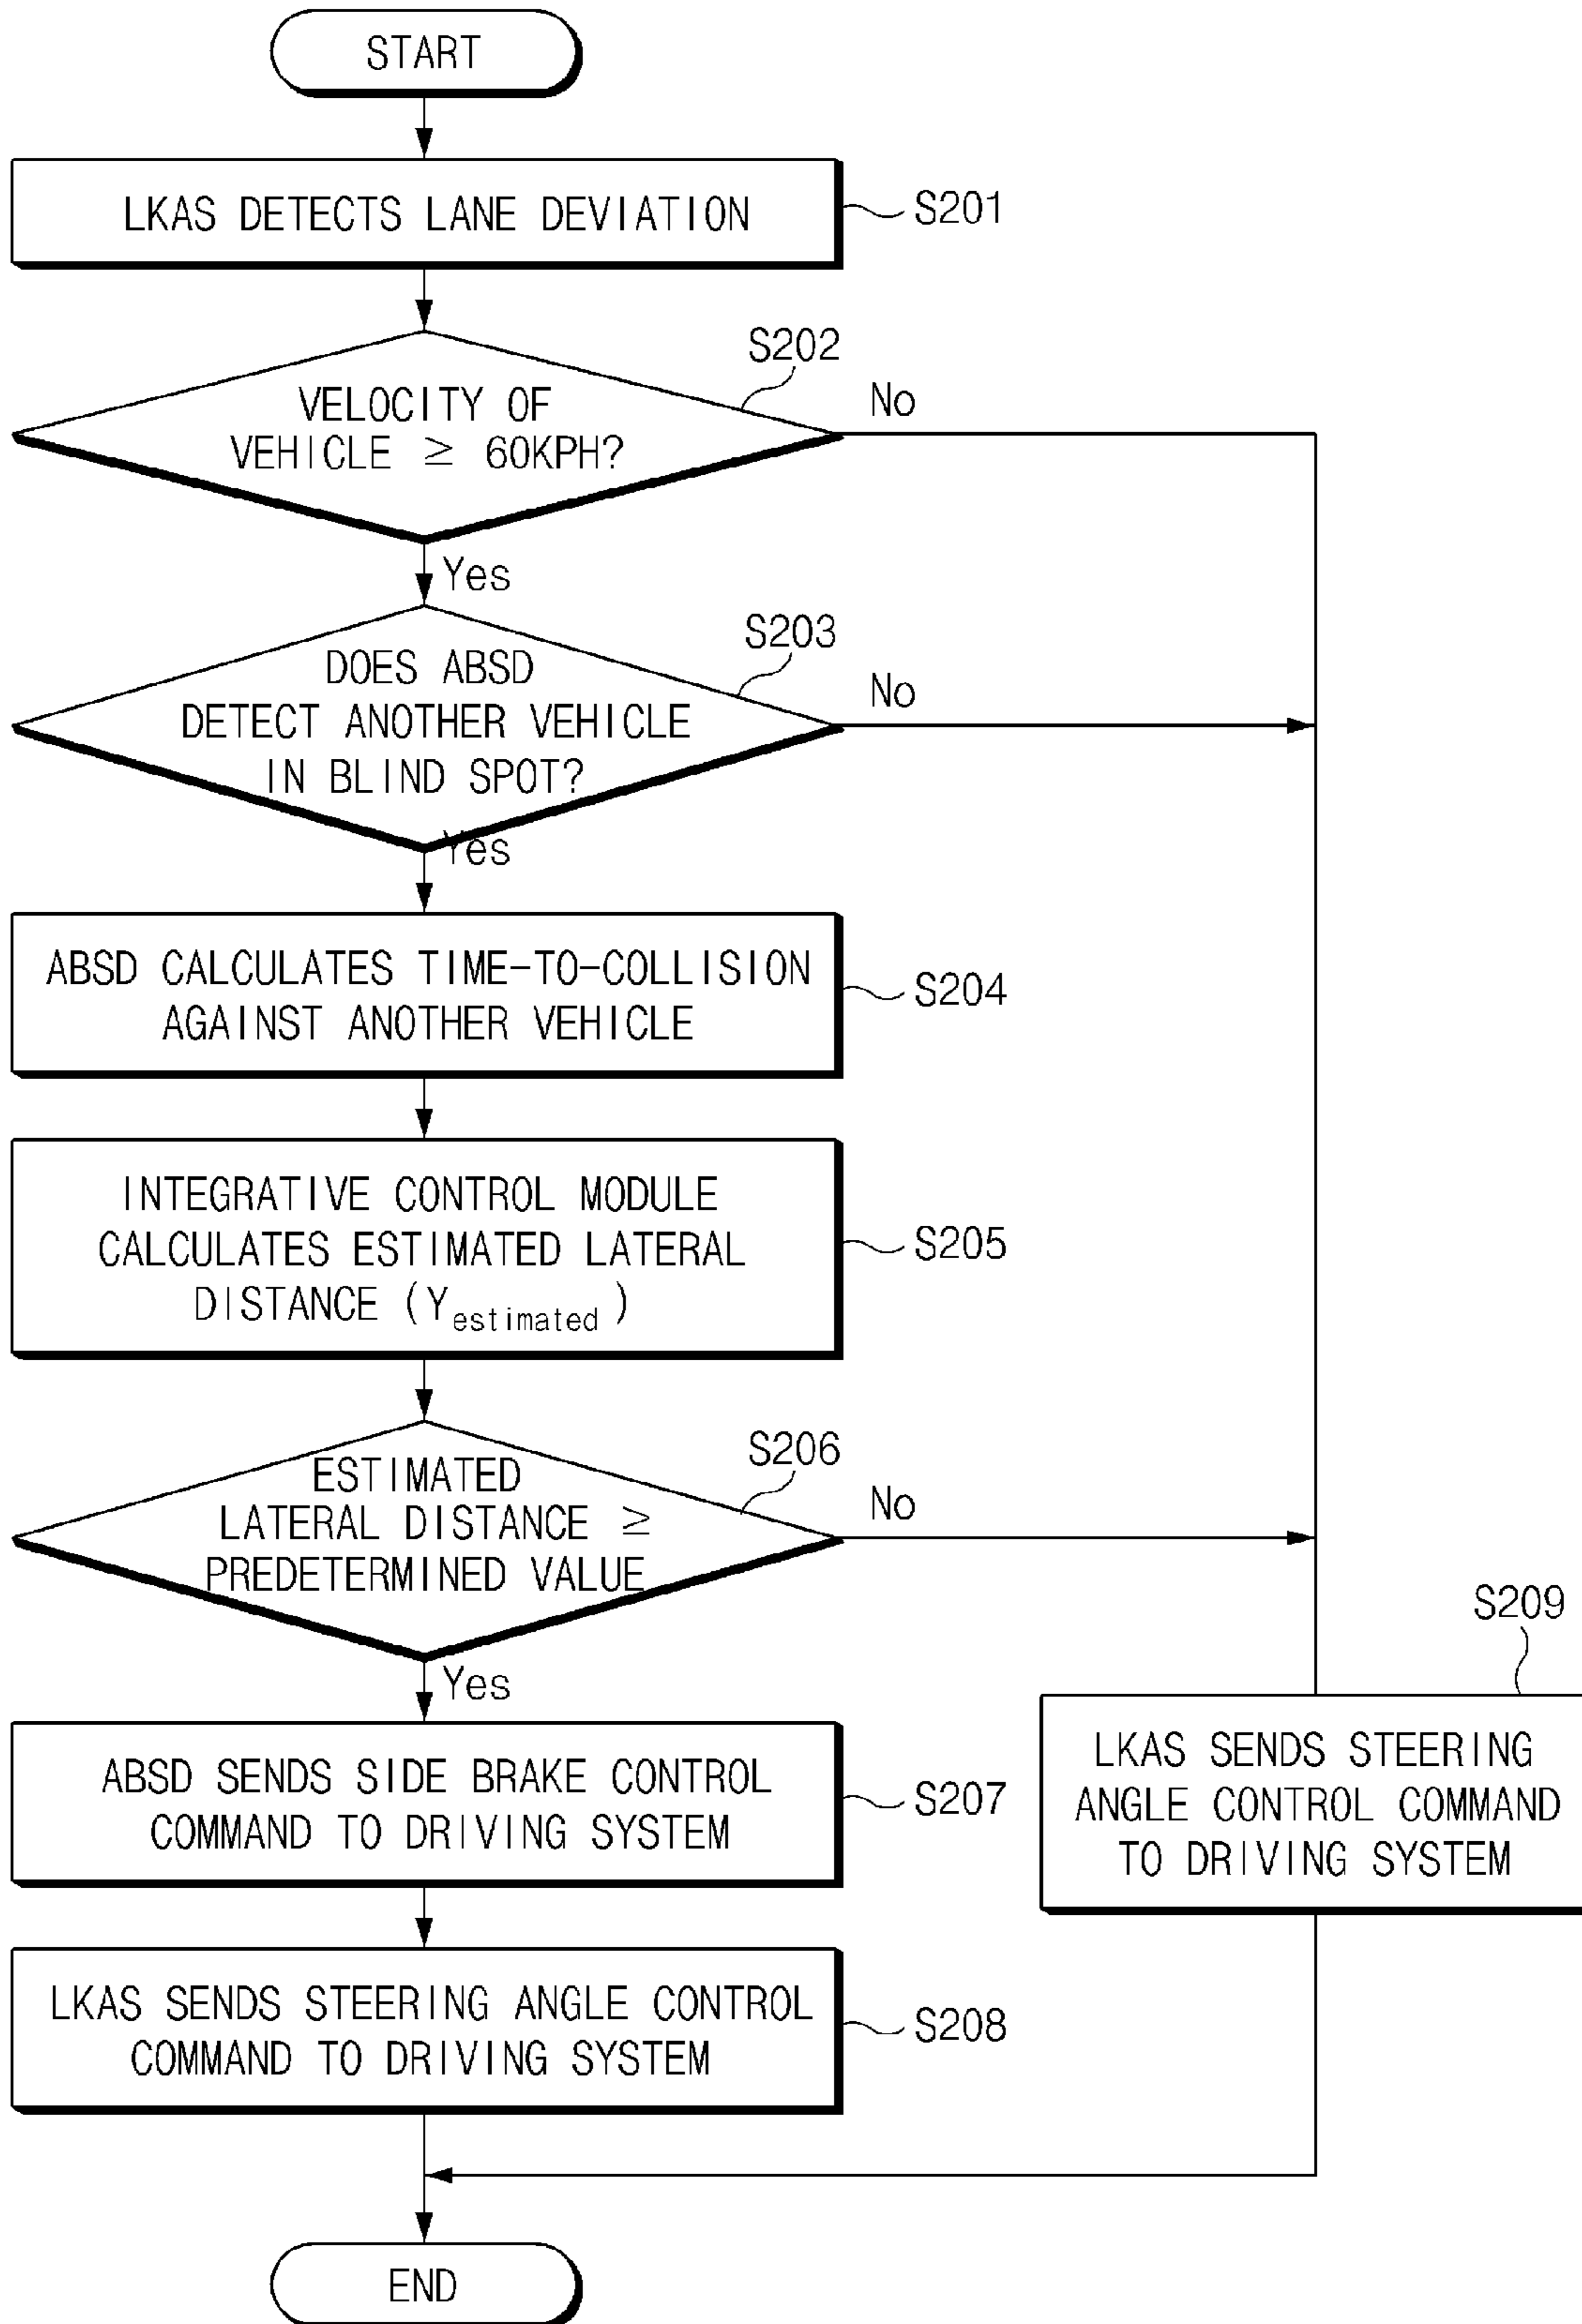 START
LKAS DETECTS LANE DEVIATION
S201
S202
VELOCITY OF
VEHICLE ≥ 60KPH?
No
Yes
S203
DOES ABSD
DETECT ANOTHER VEHICLE
IN BLIND SPOT?
No
Yes
ABSD CALCULATES TIME-TO-COLLISION
AGAINST ANOTHER VEHICLE
S204
INTEGRATIVE CONTROL MODULE
CALCULATES ESTIMATED LATERAL
DISTANCE (Yestimated)
S205
S206
ESTIMATED
LATERAL DISTANCE ≥
PREDETERMINED VALUE
No
Yes
ABSD SENDS SIDE BRAKE CONTROL
COMMAND TO DRIVING SYSTEM
S207
S209
LKAS SENDS STEERING
ANGLE CONTROL COMMAND
TO DRIVING SYSTEM
LKAS SENDS STEERING ANGLE CONTROL
COMMAND TO DRIVING SYSTEM
S208
END